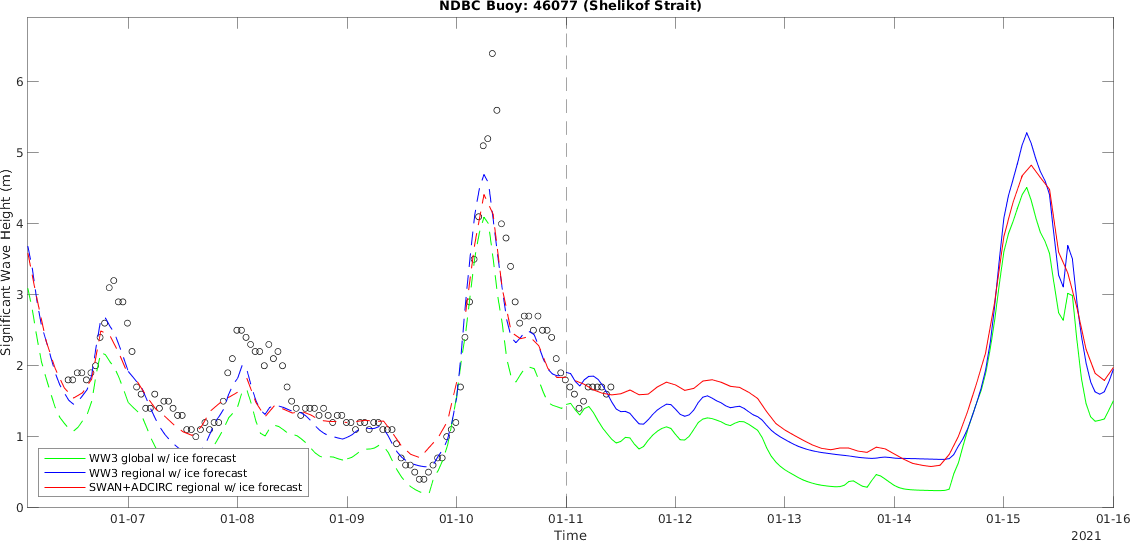 NDBC Buoy: 46077 (Shelikof Strait)
Significant Wave Height (m)
6
5
4
3
2
1
0
WW3 global w/ ice forecast
WW3 regional w/ ice forecast
SWAN+ADCIRC regional w/ ice forecast
01-07 01-08 01-09 01-10 01-11 01-12 01-13 01-14 01-15 01-16
Time
2021